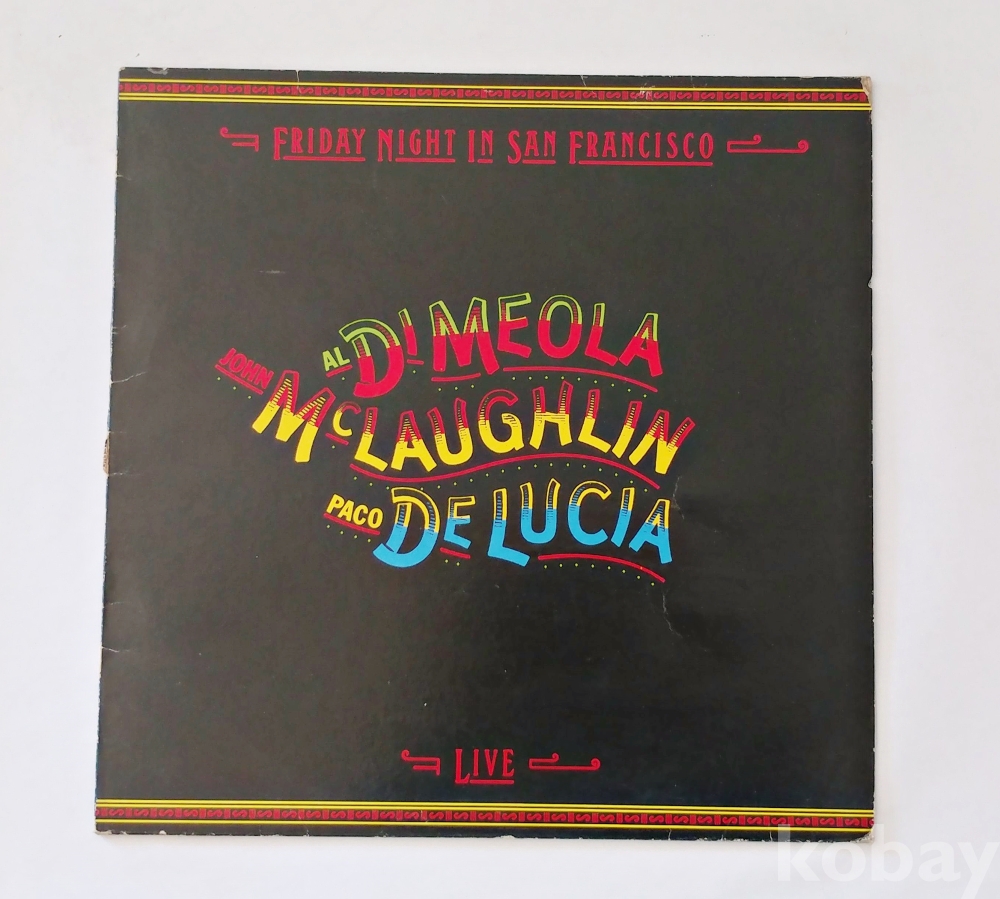 FRIDAY NIGHT IN SAN FRANCISCO
AL DI MEOLA
JOHN MCLAUGHLIN
PACO DE LUCIA
LIVE
kobay